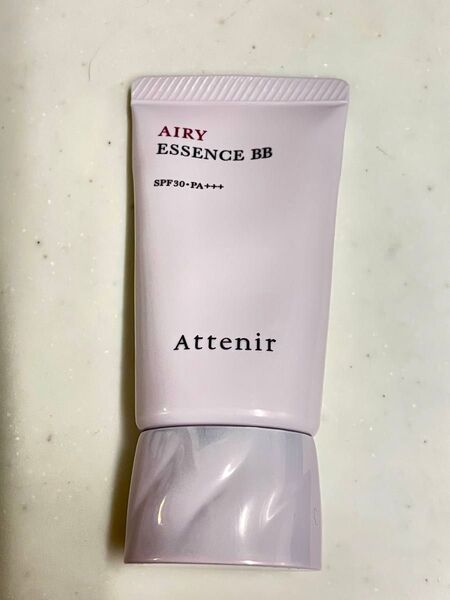 AIRY
ESSENCE BB
SPF30・PA+++
Attenir